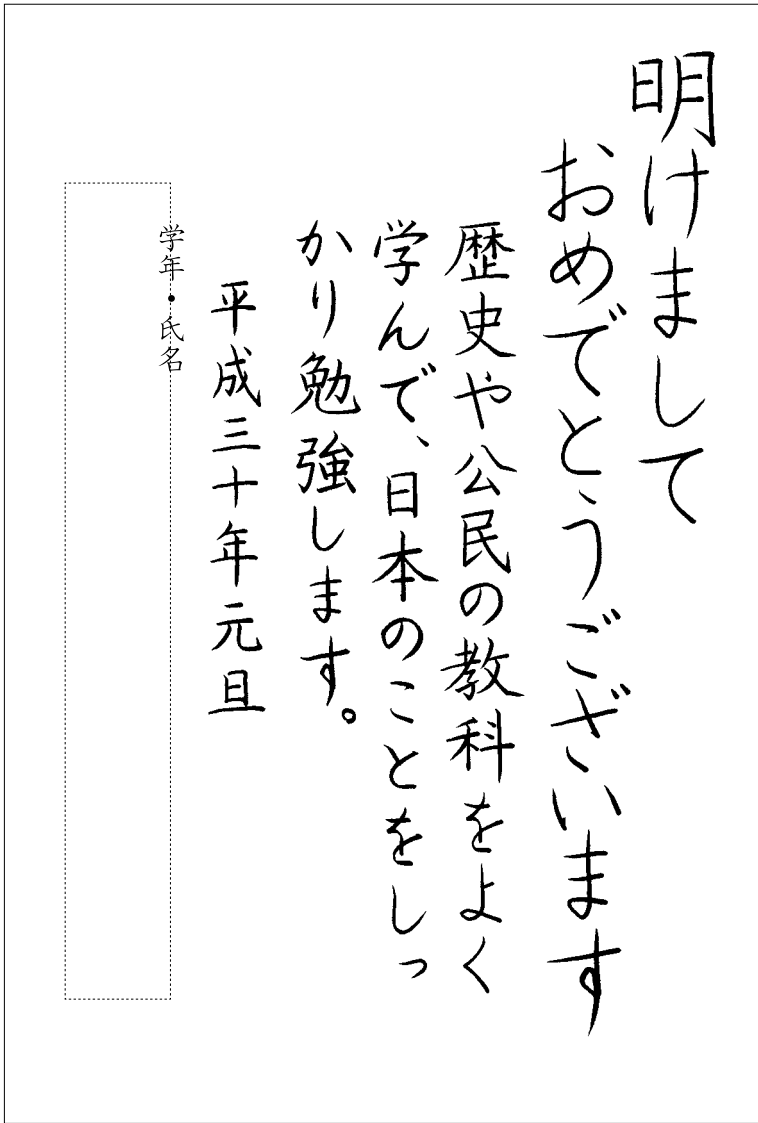 明けまして
おめでとうございます
歴史や公民の教科をよく
学んで、日本のことをしっ
かり勉強します。
平成三十年元旦
学年・氏名